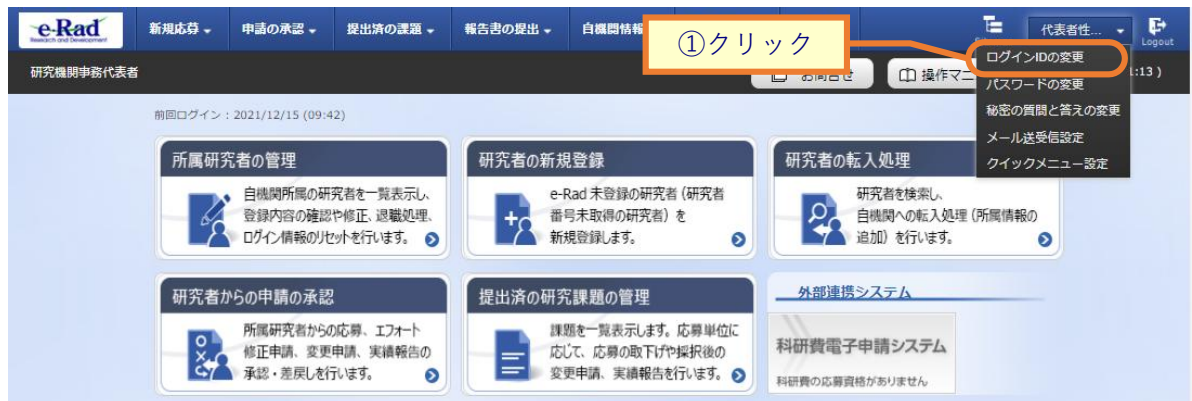 e-Rad
Research and Development
新規応募
申請の承認
提出済の課題
報告書の提出
自機関情報
①クリック
代表者性...
Logout
研究機関事務代表者
お問合せ
操作マニ
:13 )
ログインIDの変更
パスワードの変更
秘密の質問と答えの変更
メール送受信設定
クイックメニュー設定
前回ログイン : 2021/12/15 (09:42)
所属研究者の管理
自機関所属の研究者を一覧表示し、
登録内容の確認や修正、退職処理、
ログイン情報のリセットを行います。
研究者の新規登録
e-Rad 未登録の研究者 (研究者
番号未取得の研究者) を
新規登録します。
研究者の転入処理
研究者を検索し、
自機関への転入処理 (所属情報の
追加) を行います。
研究者からの申請の承認
所属研究者からの応募、エフォート
修正申請、変更申請、実績報告の
承認・差戻しを行います。
提出済の研究課題の管理
課題を一覧表示します。応募単位に
応じて、応募の取下げや採択後の
変更申請、実績報告を行います。
外部連携システム
科研費電子申請システム
科研費の応募資格がありません